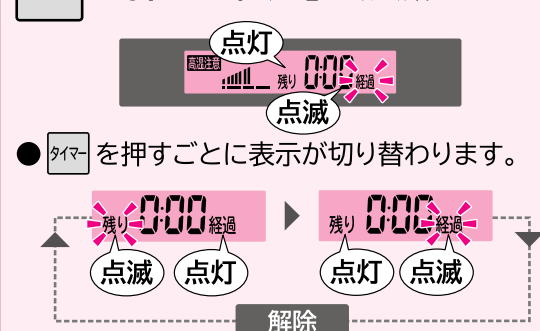 点灯
高温注意 残り 0:00 経過
点滅
● タイマー を押すごとに表示が切り替わります。
残り 0:00 経過 残り 0:00 経過
点滅 点灯 点灯 点滅
解除